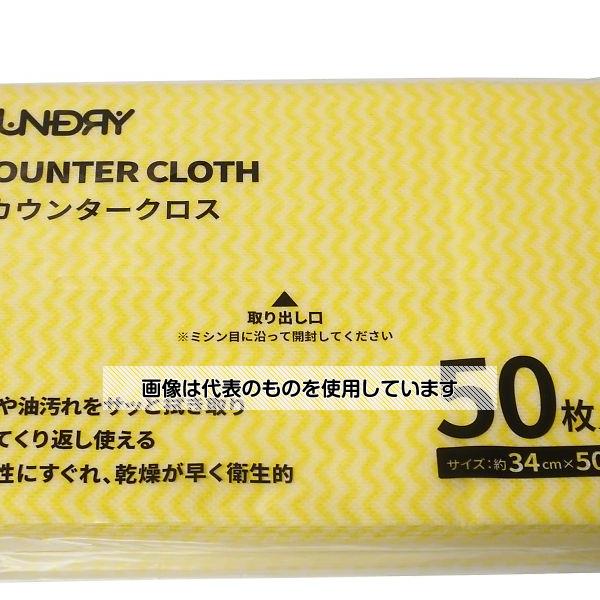 UNDRY
OUNTER CLOTH
カウンタークロス
取り出し口
※ミシン目に沿って開封してください
画像は代表のものを使用しています
50枚
や油汚れをサッと拭き取り
てくり返し使える
サイズ:約34cm×50
性にすぐれ、乾燥が早く衛生的